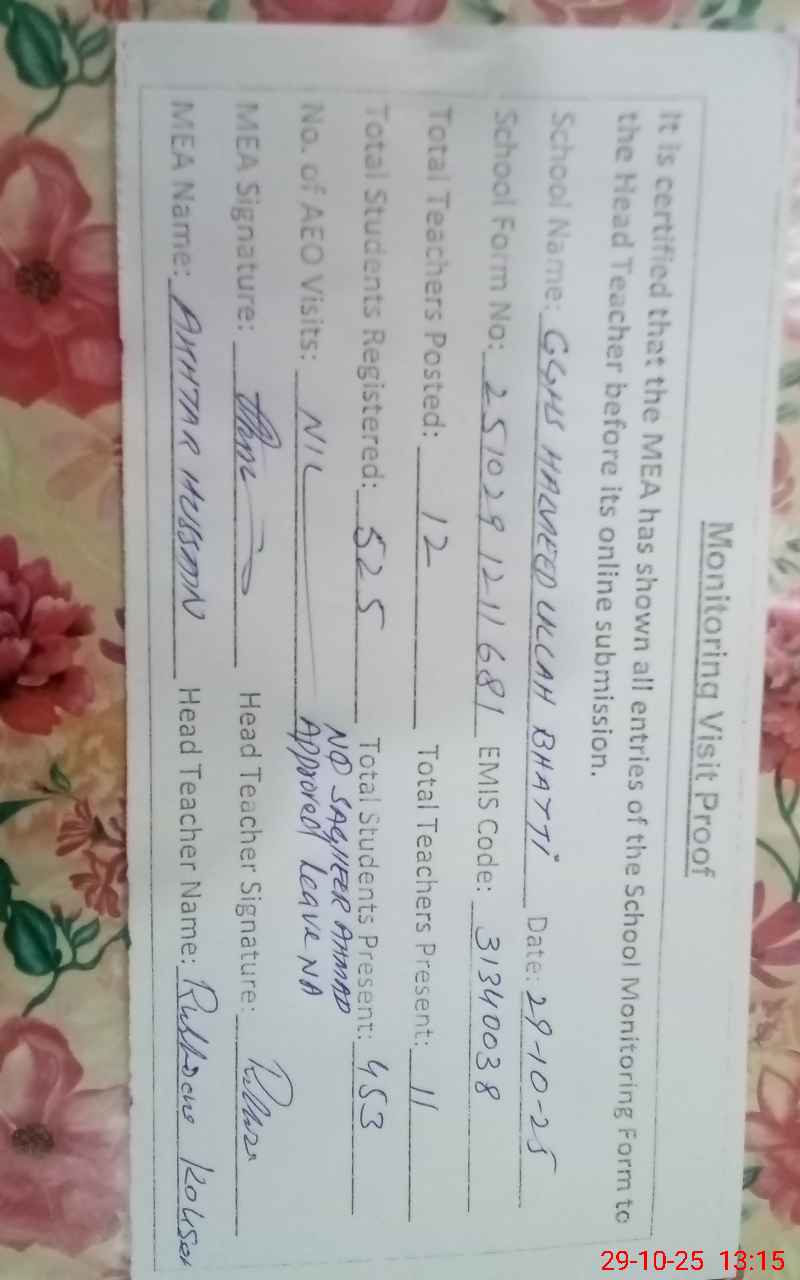 Monitoring Visit Proof
It is certified that the MEA has shown all entries of the School Monitoring Form to
the Head Teacher before its online submission.
School Name: GGHS HAMEED ULLAH BHATTI Date: 29-10-25
School Form No: 251029 1211681 EMIS Code: 31340038
Total Teachers Posted: 12 Total Teachers Present: 11
Total Students Registered: 525 Total Students Present: 453
NQ SAGHEER AHMAD
No. of AEO Visits: NIL Approved Leave NA
MEA Signature: Head Teacher Signature:
MEA Name: AKHTAR HUSSAIN Head Teacher Name: Kousar
29-10-25 13:15